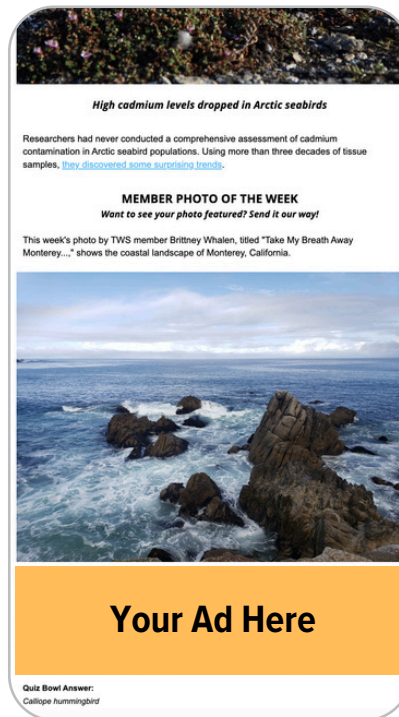 High cadmium levels dropped in Arctic seabirds
Researchers had never conducted a comprehensive assessment of cadmium
contamination in Arctic seabird populations. Using more than three decades of tissue
samples, they discovered some surprising trends.
MEMBER PHOTO OF THE WEEK
Want to see your photo featured? Send it our way!
This week's photo by TWS member Brittney Whalen, titled "Take My Breath Away
Monterey...," shows the coastal landscape of Monterey, California.
Your Ad Here
Quiz Bowl Answer:
Calliope hummingbird